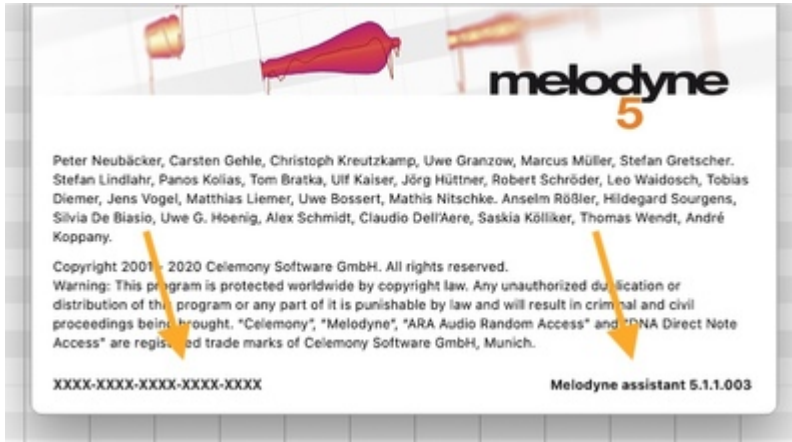 melodyne
5
Peter Neubäcker, Carsten Gehle, Christoph Kreutzkamp, Uwe Granzow, Marcus Müller, Stefan Gretscher.
Stefan Lindlahr, Panos Kolias, Tom Bratka, Ulf Kaiser, Jörg Hüttner, Robert Schröder, Leo Waidosch, Tobias
Diemer, Jens Vogel, Matthias Liemer, Uwe Bossert, Mathis Nitschke. Anselm Rößler, Hildegard Sourgens,
Silvia De Biasio, Uwe G. Hoenig, Alex Schmidt, Claudio Dell'Aere, Saskia Kölliker, Thomas Wendt, André
Koppany.
Copyright 2001 - 2020 Celemony Software GmbH. All rights reserved.
Warning: This program is protected worldwide by copyright law. Any unauthorized duplication or
distribution of this program or any part of it is punishable by law and will result in criminal and civil
proceedings being brought. "Celemony", "Melodyne", "ARA Audio Random Access" and "DNA Direct Note
Access" are registered trade marks of Celemony Software GmbH, Munich.
XXXX-XXXX-XXXX-XXXX-XXXX
Melodyne assistant 5.1.1.003